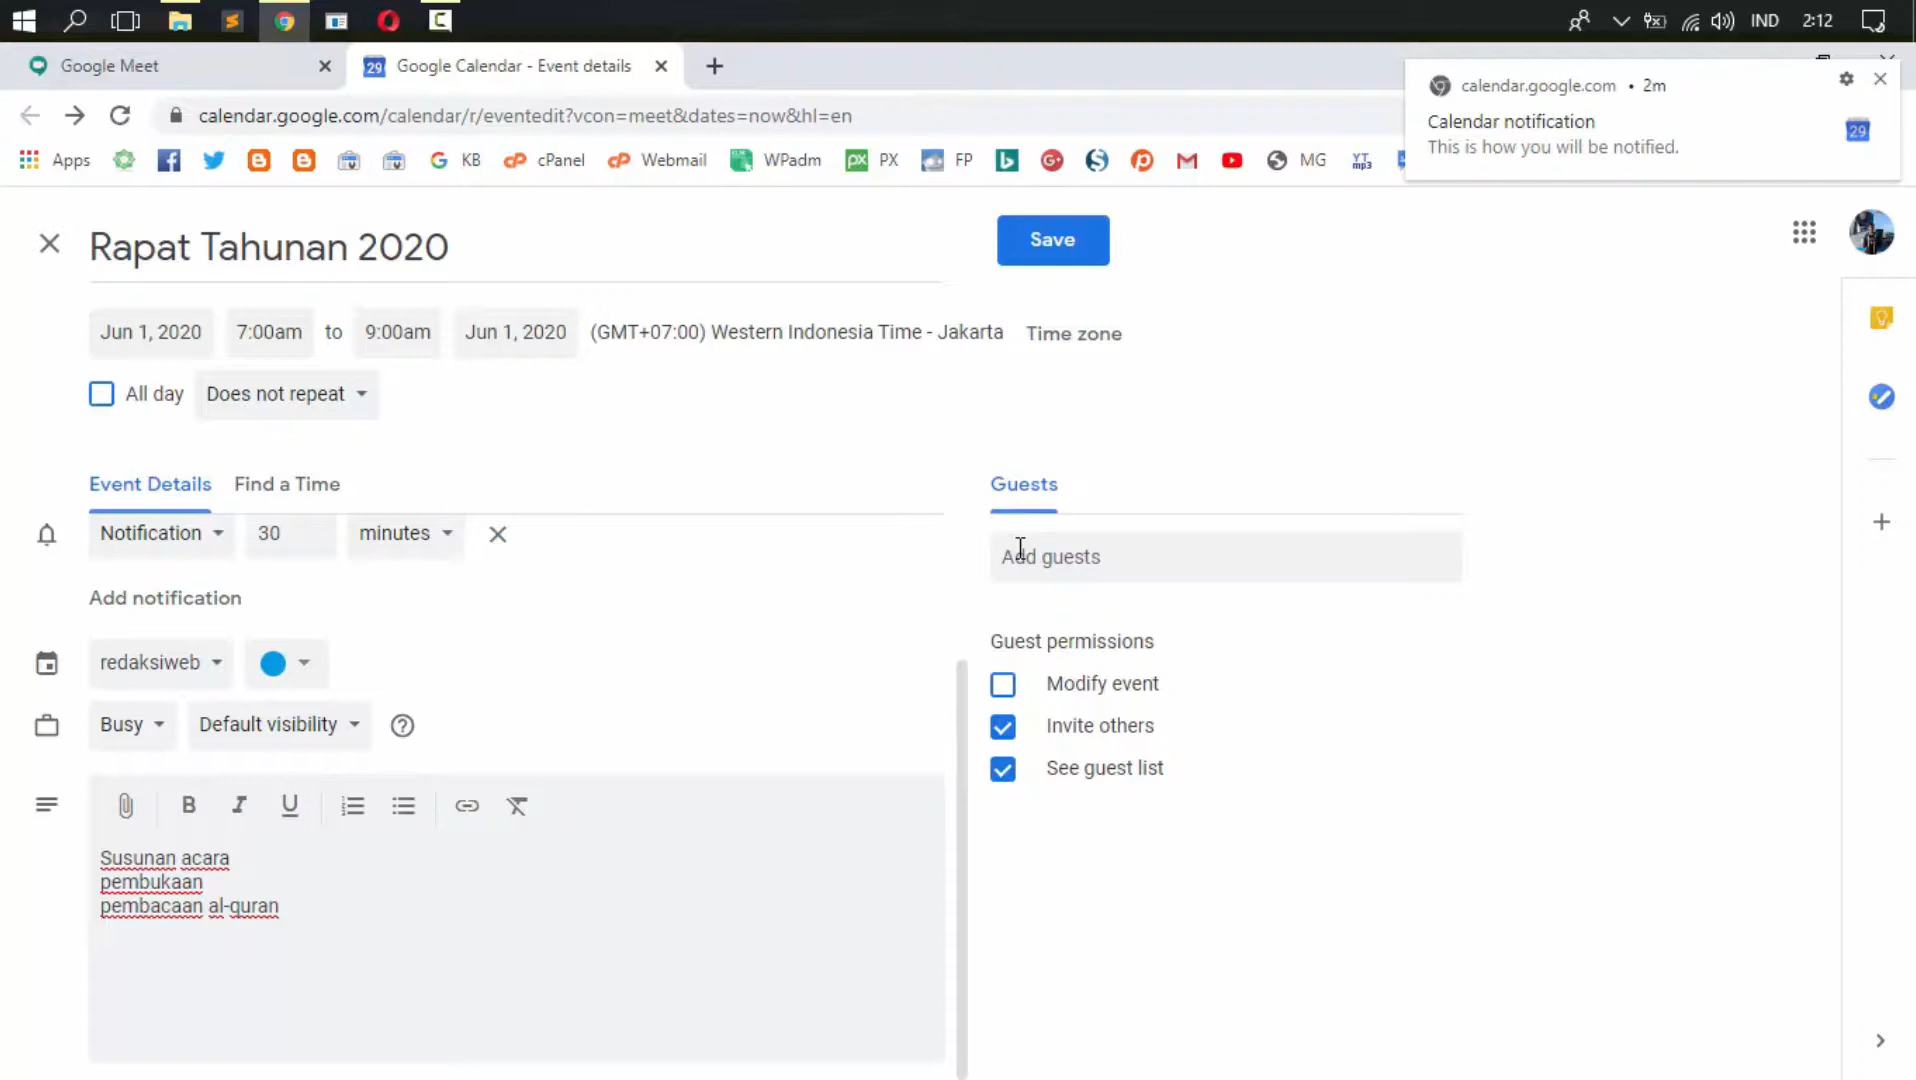 IND
2:12
Google Meet
29
Google Calendar - Event details
calendar.google.com/calendar/r/eventedit?vcon=meet&dates=now&hl=en
calendar.google.com • 2m
Calendar notification
29
This is how you will be notified.
Apps
KB
cPanel
Webmail
WPadm
PX
PX
FP
MG
YT
mp3
Rapat Tahunan 2020
Save
Jun 1, 2020
7:00am
to
9:00am
Jun 1, 2020
(GMT+07:00) Western Indonesia Time - Jakarta
Time zone
All day
Does not repeat
Event Details
Find a Time
Guests
Notification
30
minutes
Add guests
Add notification
Guest permissions
redaksiweb
Modify event
Busy
Default visibility
Invite others
See guest list
B
I
U
Susunan acara
pembukaan
pembacaan al-quran